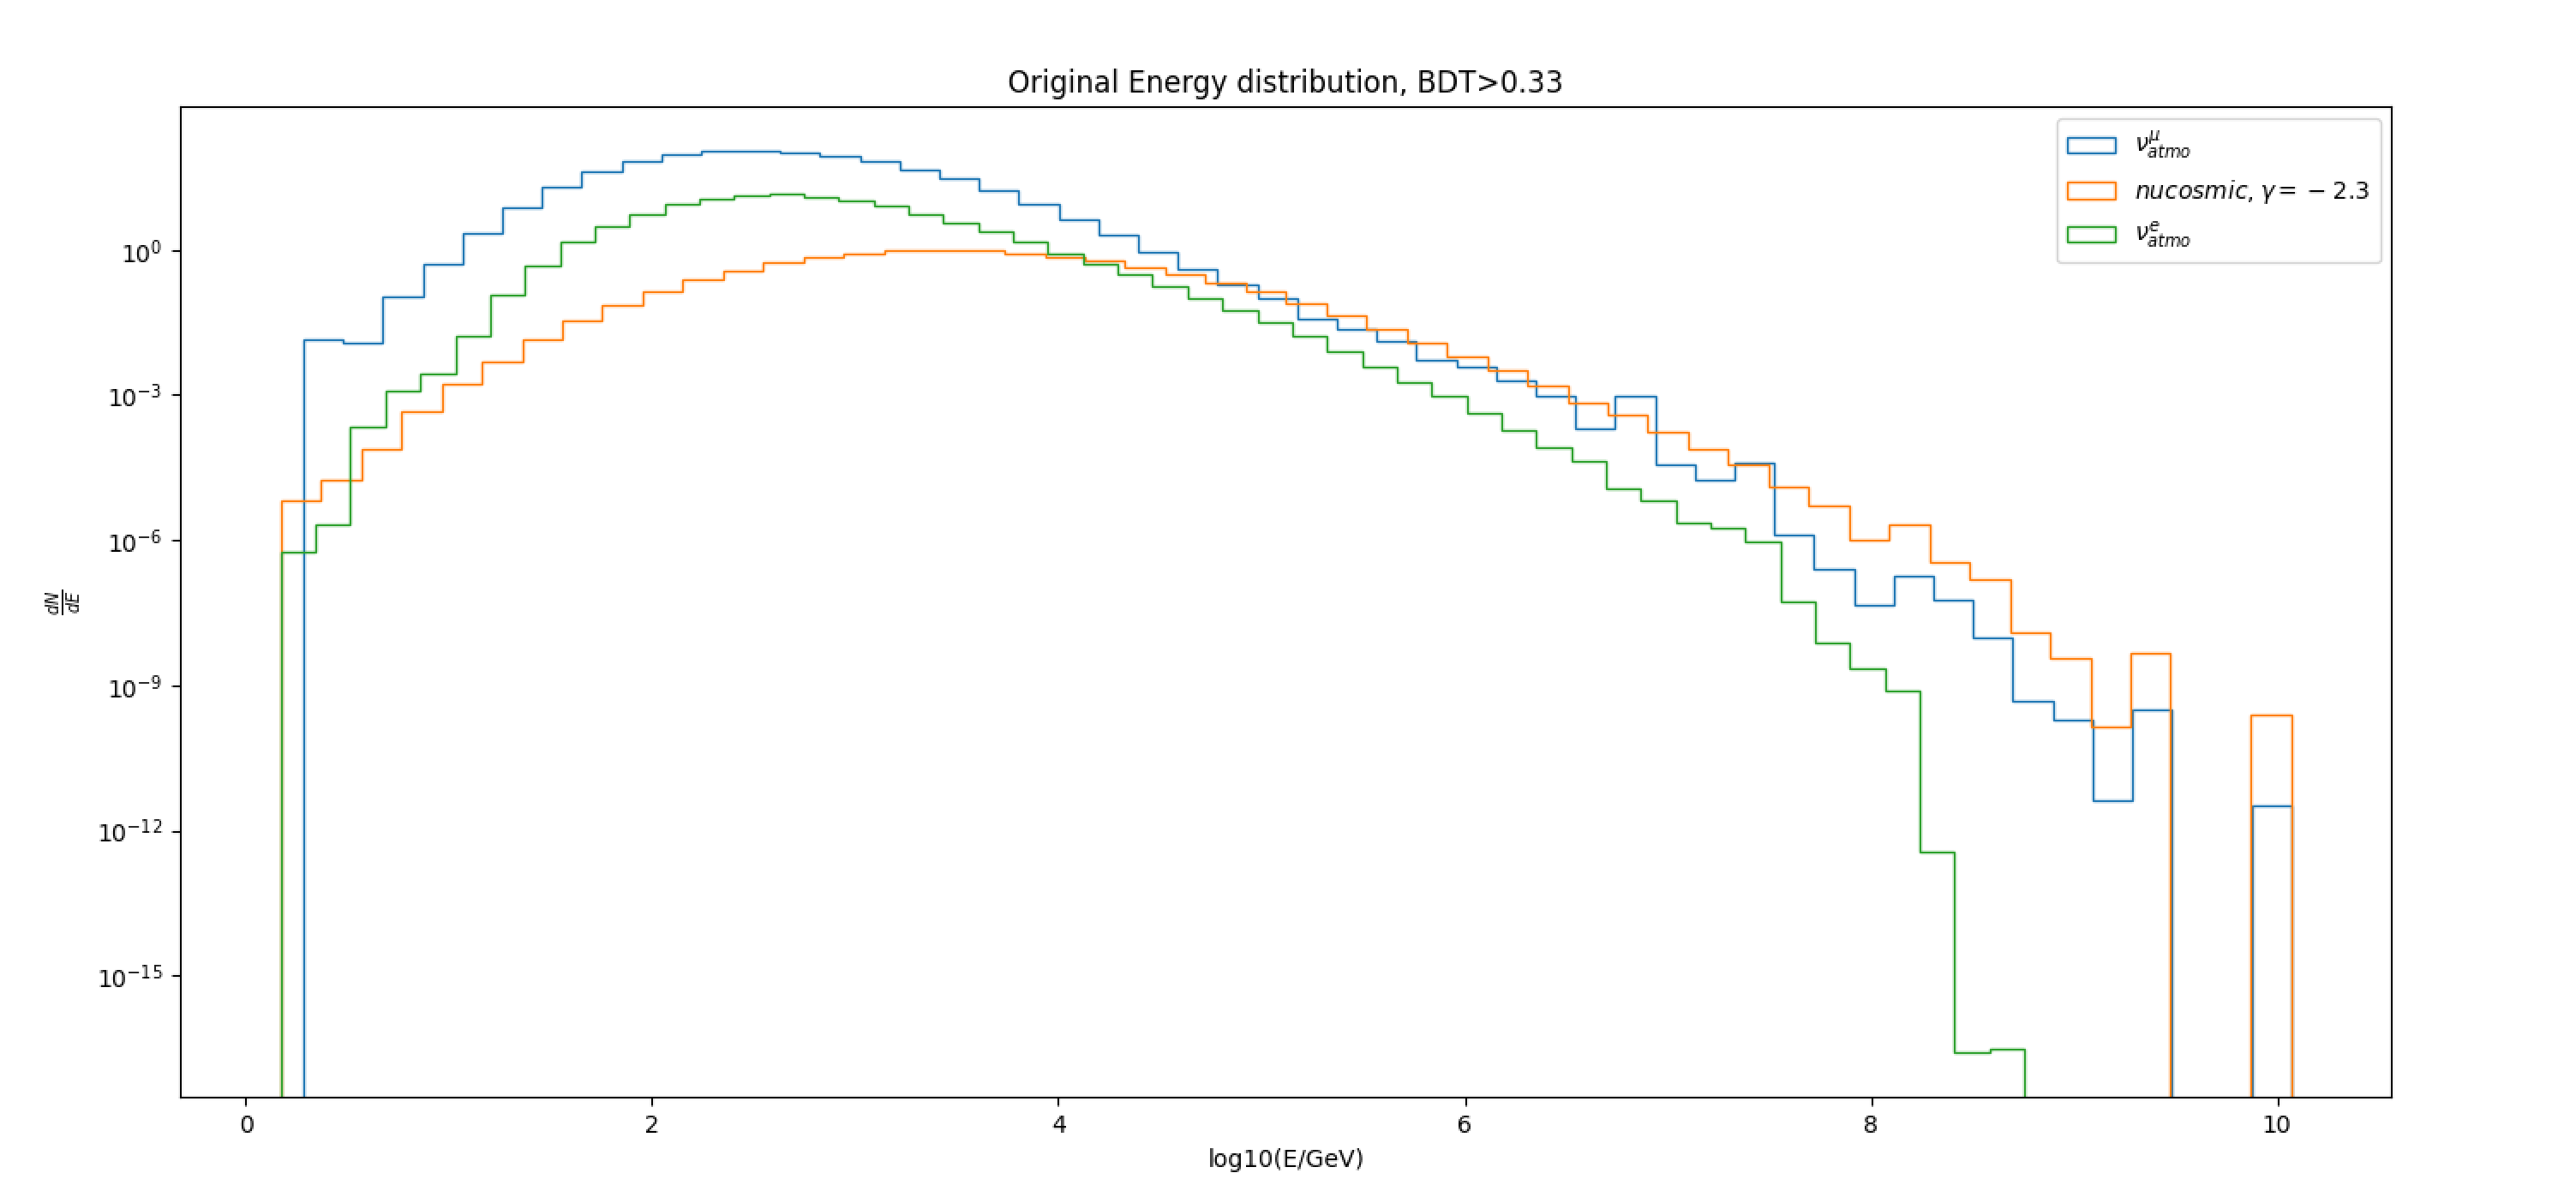 Original Energy distribution, BDT>0.33
ν^μ_atmo
nucosmic, γ = − 2.3
ν^e_atmo
10^0
10^−3
10^−6
10^−9
10^−12
10^−15
dN/dE
0 2 4 6 8 10
log10(E/GeV)